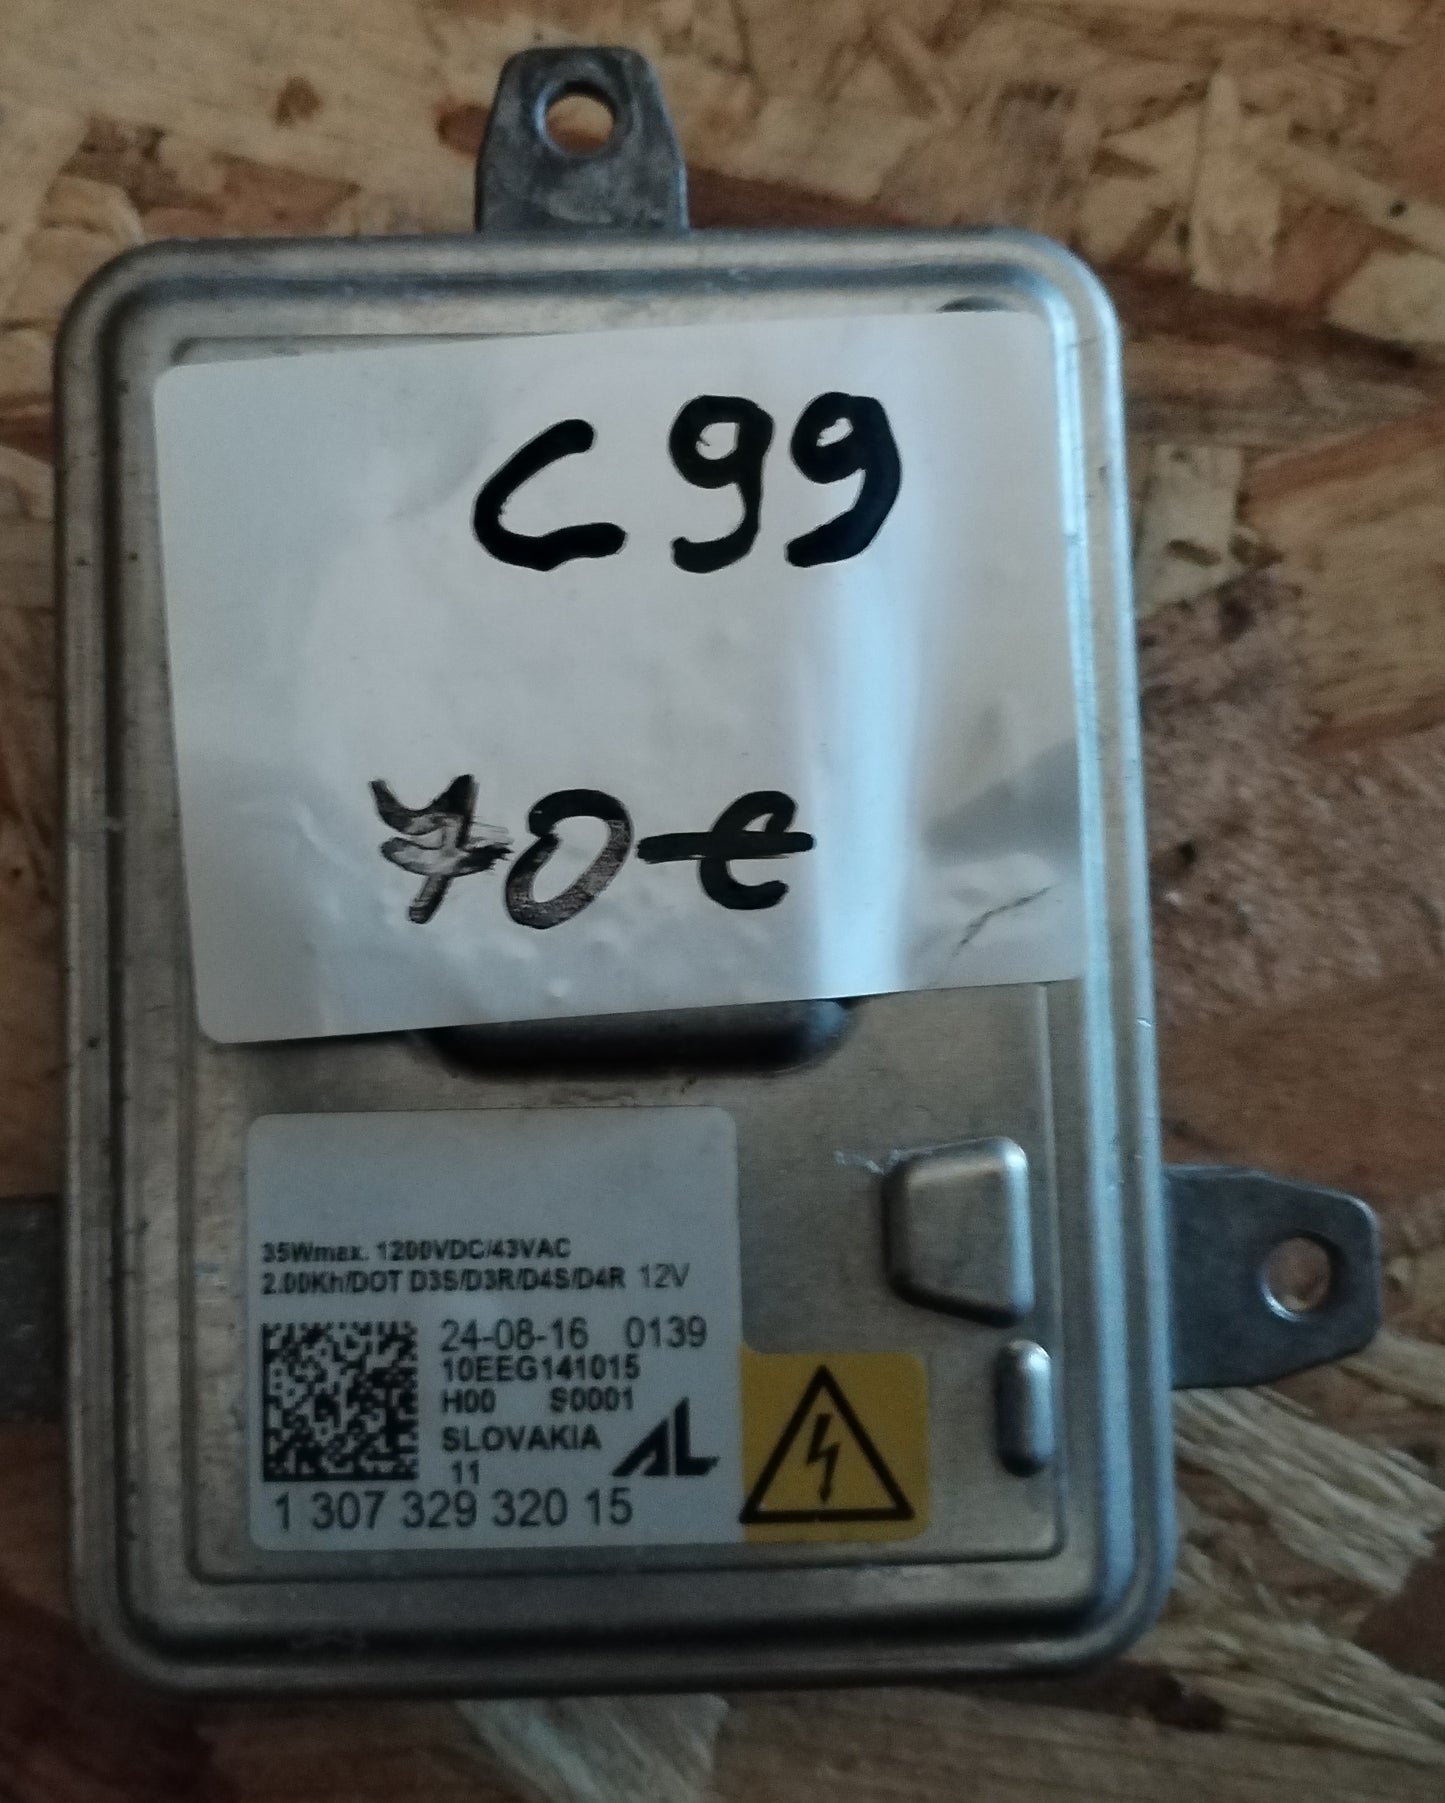 C99
70 €
35Wmax. 1200VDC/43VAC
2.00Kh/DOT D3S/D3R/D4S/D4R 12V
24-08-16 0139
10EEG141015
H00 S0001
SLOVAKIA AL
11
1 307 329 320 15